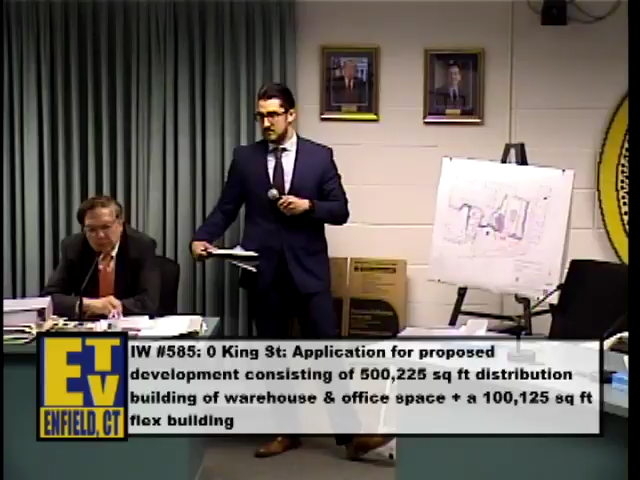 E TV
ENFIELD, CT
IW #585: 0 King St: Application for proposed
development consisting of 500,225 sq ft distribution
building of warehouse & office space + a 100,125 sq ft
flex building